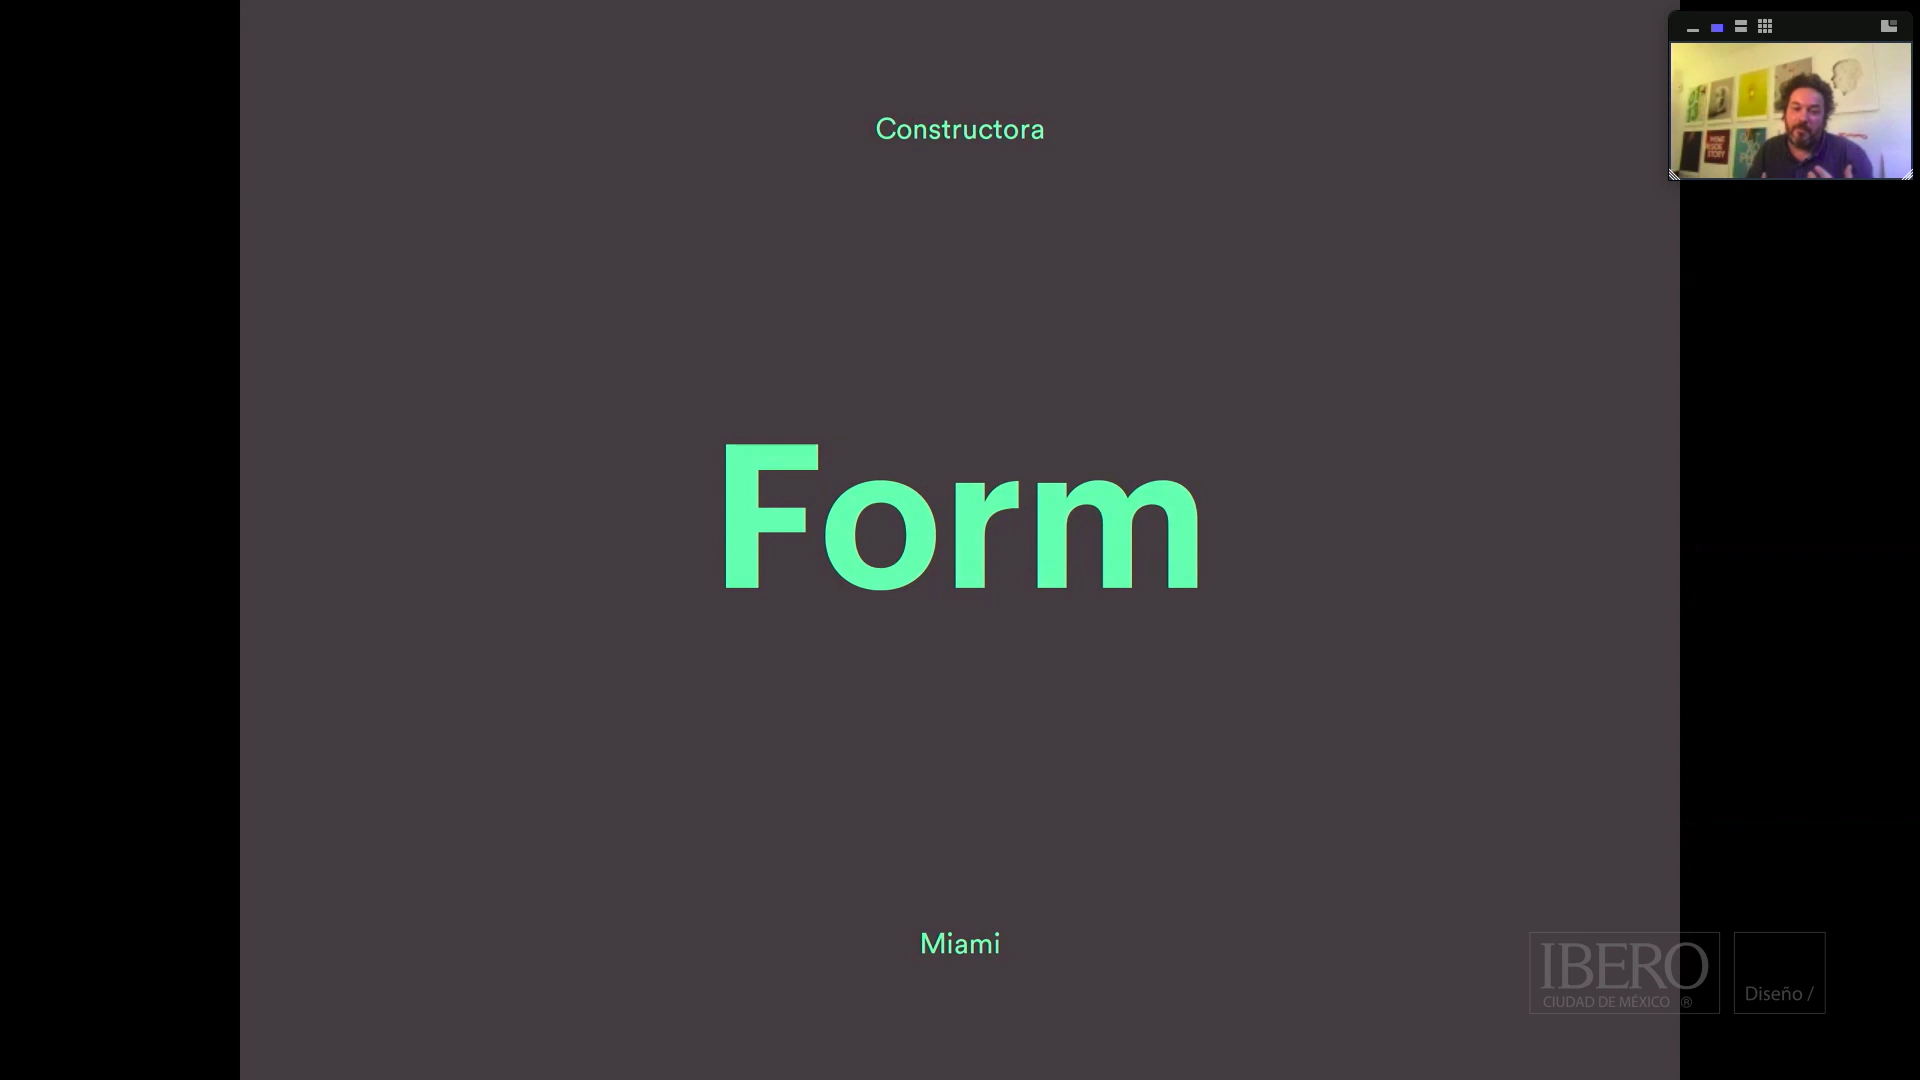 Constructora
Form
Miami
IBERO
CIUDAD DE MÉXICO ®
Diseño /